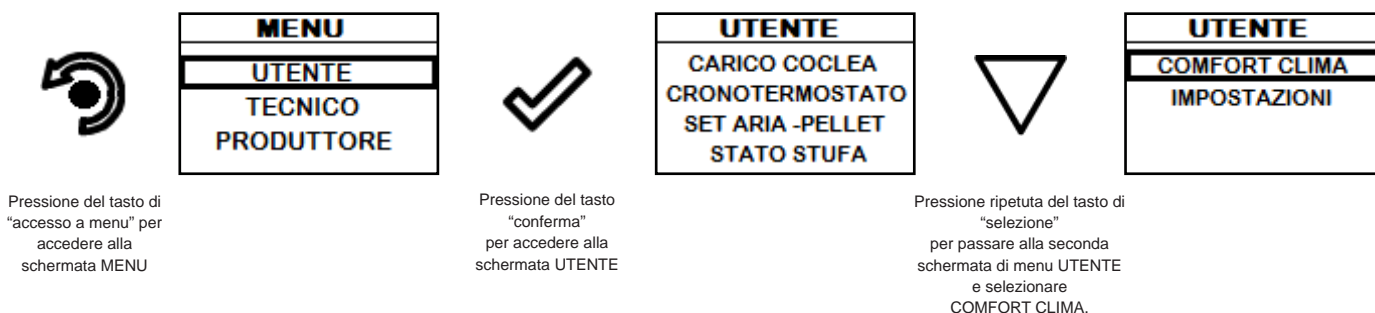 MENU
UTENTE
TECNICO
PRODUTTORE
UTENTE
CARICO COCLEA
CRONOTERMOSTATO
SET ARIA -PELLET
STATO STUFA
UTENTE
COMFORT CLIMA
IMPOSTAZIONI
Pressione del tasto di
“accesso a menu” per
accedere alla
schermata MENU
Pressione del tasto
“conferma”
per accedere alla
schermata UTENTE
Pressione ripetuta del tasto di
“selezione”
per passare alla seconda
schermata di menu UTENTE
e selezionare
COMFORT CLIMA.